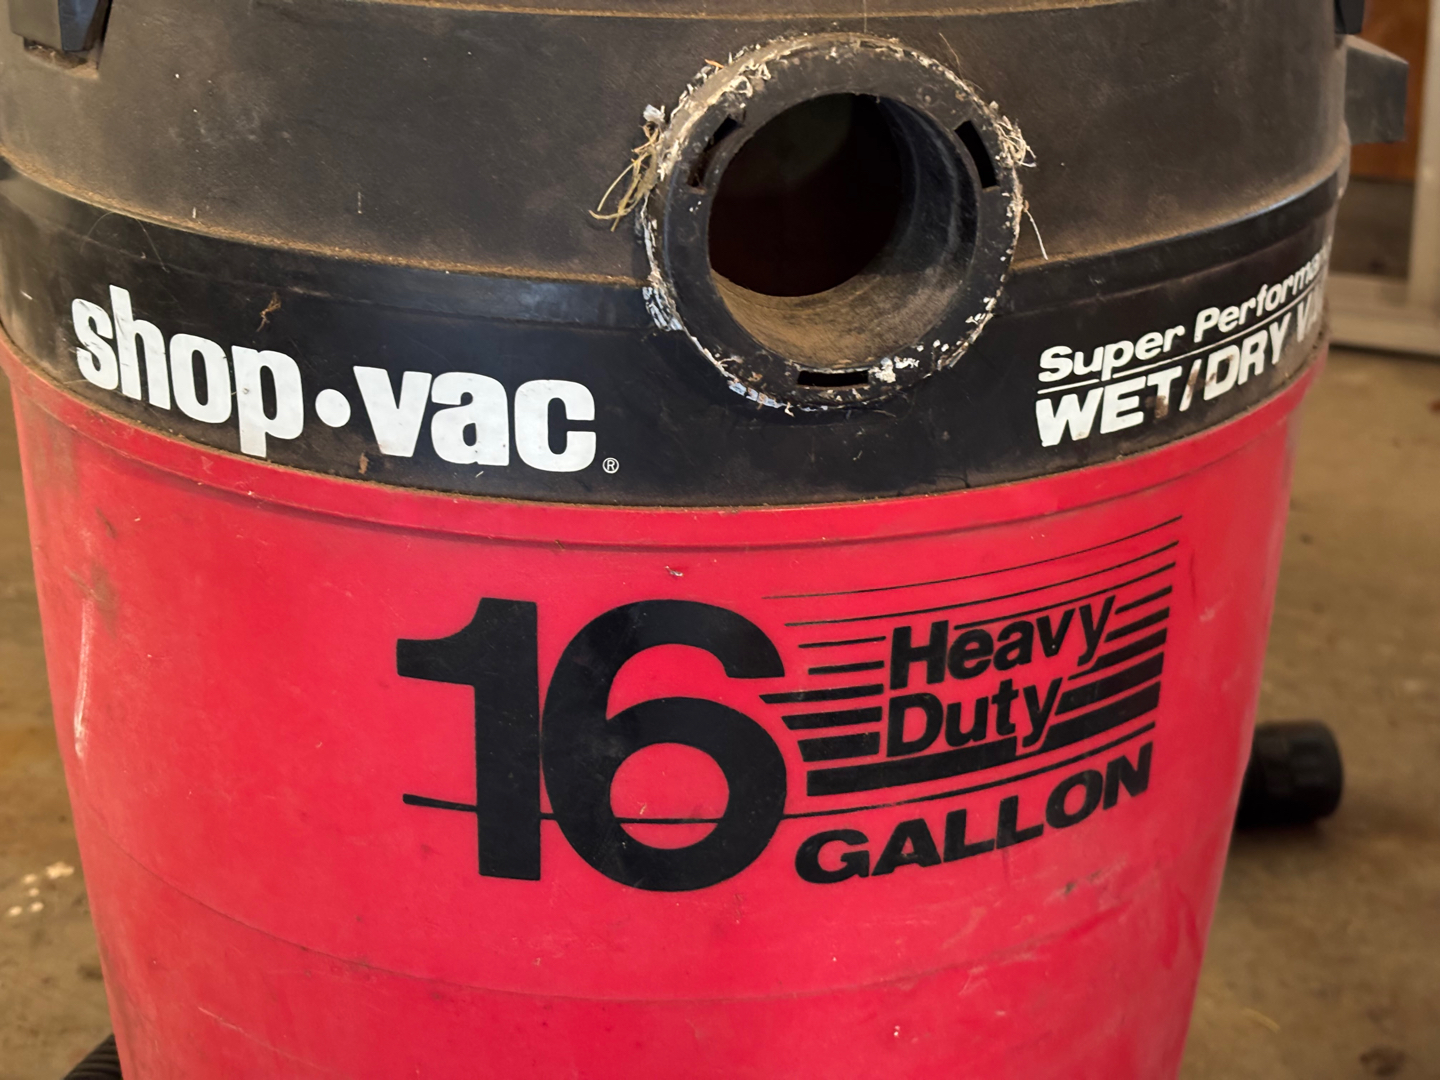 shop·vac®
Super Performance
WET/DRY
16
Heavy
Duty
GALLON